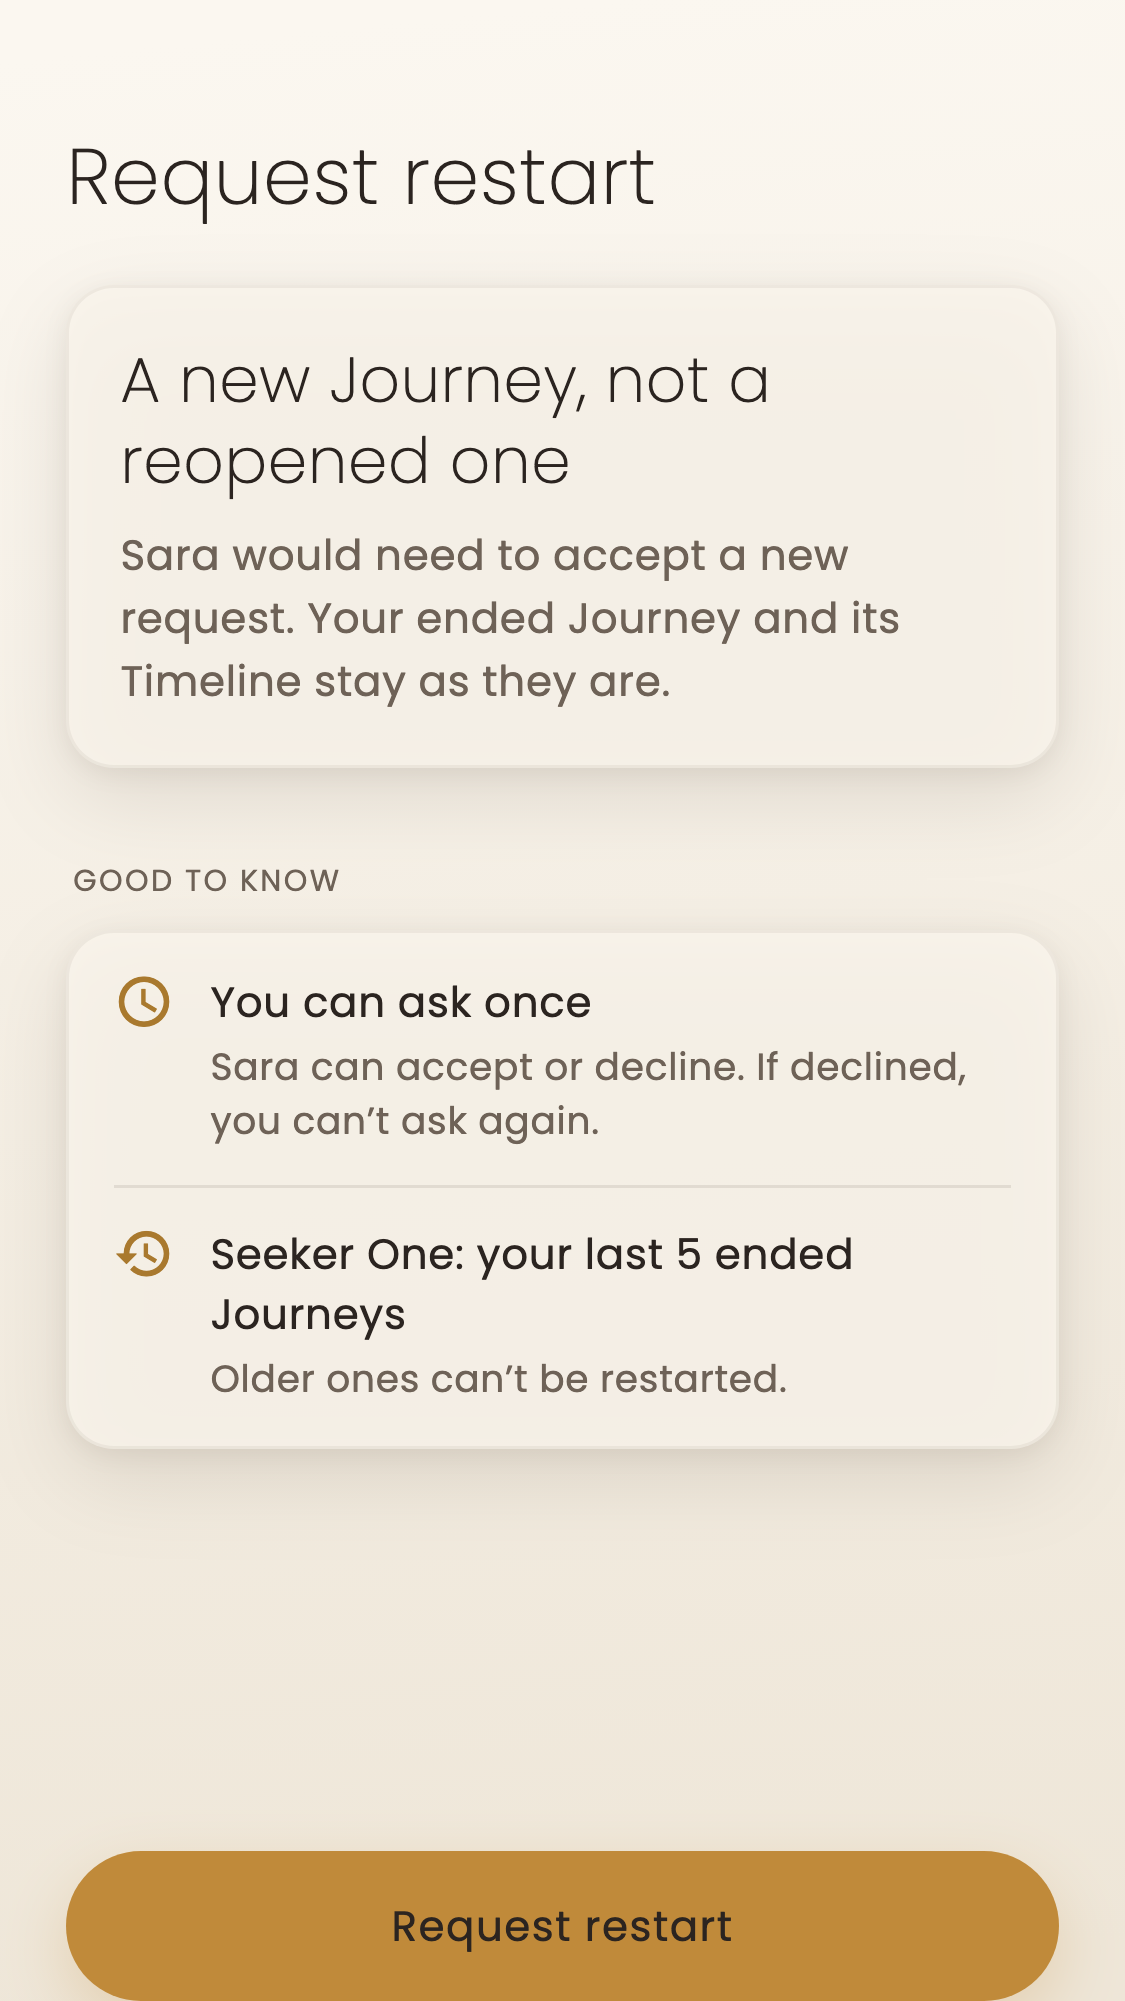 Request restart
A new Journey, not a
reopened one
Sara would need to accept a new
request. Your ended Journey and its
Timeline stay as they are.
GOOD TO KNOW
You can ask once
Sara can accept or decline. If declined,
you can’t ask again.
Seeker One: your last 5 ended
Journeys
Older ones can’t be restarted.
Request restart